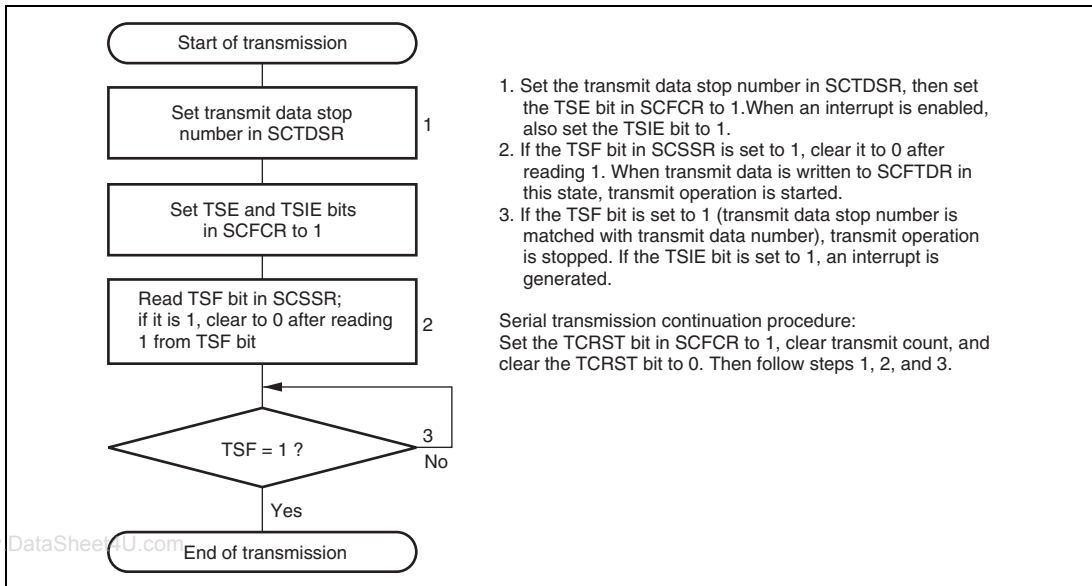 Start of transmission
Set transmit data stop
number in SCTDSR
1
Set TSE and TSIE bits
in SCFCR to 1
Read TSF bit in SCSSR;
if it is 1, clear to 0 after reading
1 from TSF bit
2
TSF = 1 ?
3
No
Yes
End of transmission
1. Set the transmit data stop number in SCTDSR, then set
the TSE bit in SCFCR to 1.When an interrupt is enabled,
also set the TSIE bit to 1.
2. If the TSF bit in SCSSR is set to 1, clear it to 0 after
reading 1. When transmit data is written to SCFTDR in
this state, transmit operation is started.
3. If the TSF bit is set to 1 (transmit data stop number is
matched with transmit data number), transmit operation
is stopped. If the TSIE bit is set to 1, an interrupt is
generated.
Serial transmission continuation procedure:
Set the TCRST bit in SCFCR to 1, clear transmit count, and
clear the TCRST bit to 0. Then follow steps 1, 2, and 3.
DataSheet4U.com